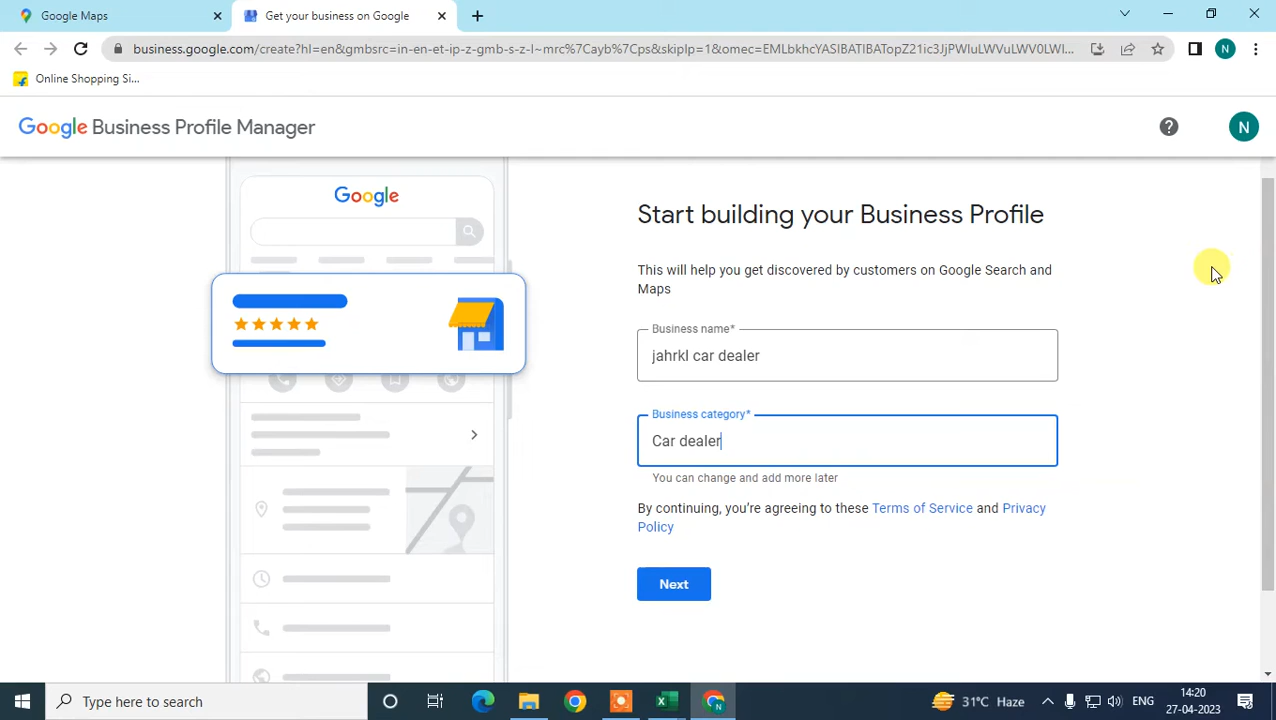 Google Maps
Get your business on Google
business.google.com/create?hl=en&gmbsrc=in-en-et-ip-z-gmb-s-z-l~mrc%7Cayb%7Cps&skipIp=1&omec=EMLbkhcYASIBATIBATopZ21ic3JjPWluLWVuLWV0LWl...
N
Online Shopping Si...
Google Business Profile Manager
N
Google
Start building your Business Profile
This will help you get discovered by customers on Google Search and
Maps
Business name*
jahrkl car dealer
Business category*
Car dealer
You can change and add more later
By continuing, you're agreeing to these Terms of Service and Privacy
Policy
Next
Type here to search
N
31°C Haze
ENG
14:20
27-04-2023